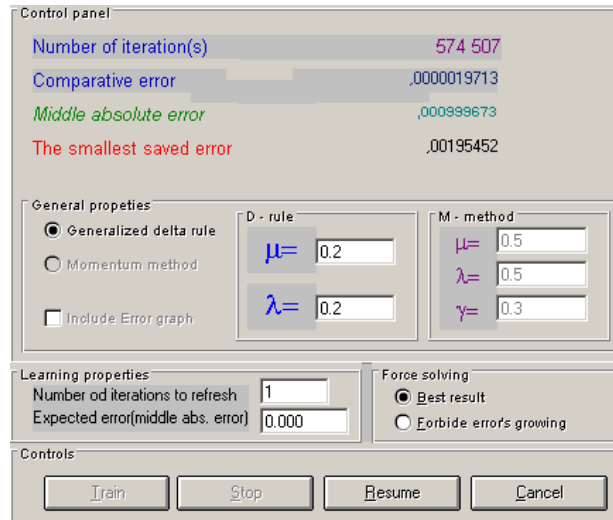 Control panel
Number of iteration(s) 574 507
Comparative error ,0000019713
Middle absolute error ,000999673
The smallest saved error ,00195452
General propeties
Generalized delta rule
Momentum method
Include Error graph
D - rule
μ= 0.2
λ= 0.2
M - method
μ= 0.5
λ= 0.5
γ= 0.3
Learning properties
Number od iterations to refresh 1
Expected error(middle abs. error) 0.000
Force solving
Best result
Forbide error's growing
Controls
Train Stop Resume Cancel